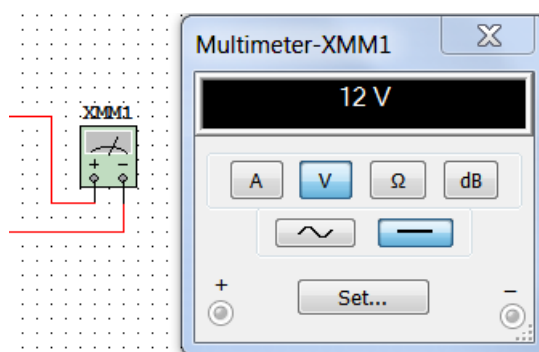 Multimeter-XMM1
12 V
XMM1
+ −
A V Ω dB
+ Set... −